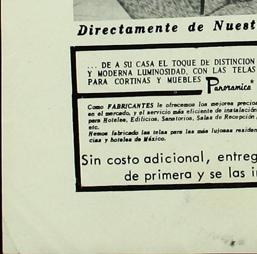 Directamente de Nuest
... DE A SU CASA EL TOQUE DE DISTINCION
Y MODERNA LUMINOSIDAD, CON LAS TELAS
PARA CORTINAS Y MUEBLES Panoramica
Como FABRICANTES le ofrecemos los mejores precios
en el mercado, y el servicio más eficiente de instalación
para Hoteles, Edificios, Sanatorios, Salas de Recepción,
etc.
Hemos fabricado las telas para las más lujosas residen-
cias y hoteles de México.
Sin costo adicional, entreg
de primera y se las i